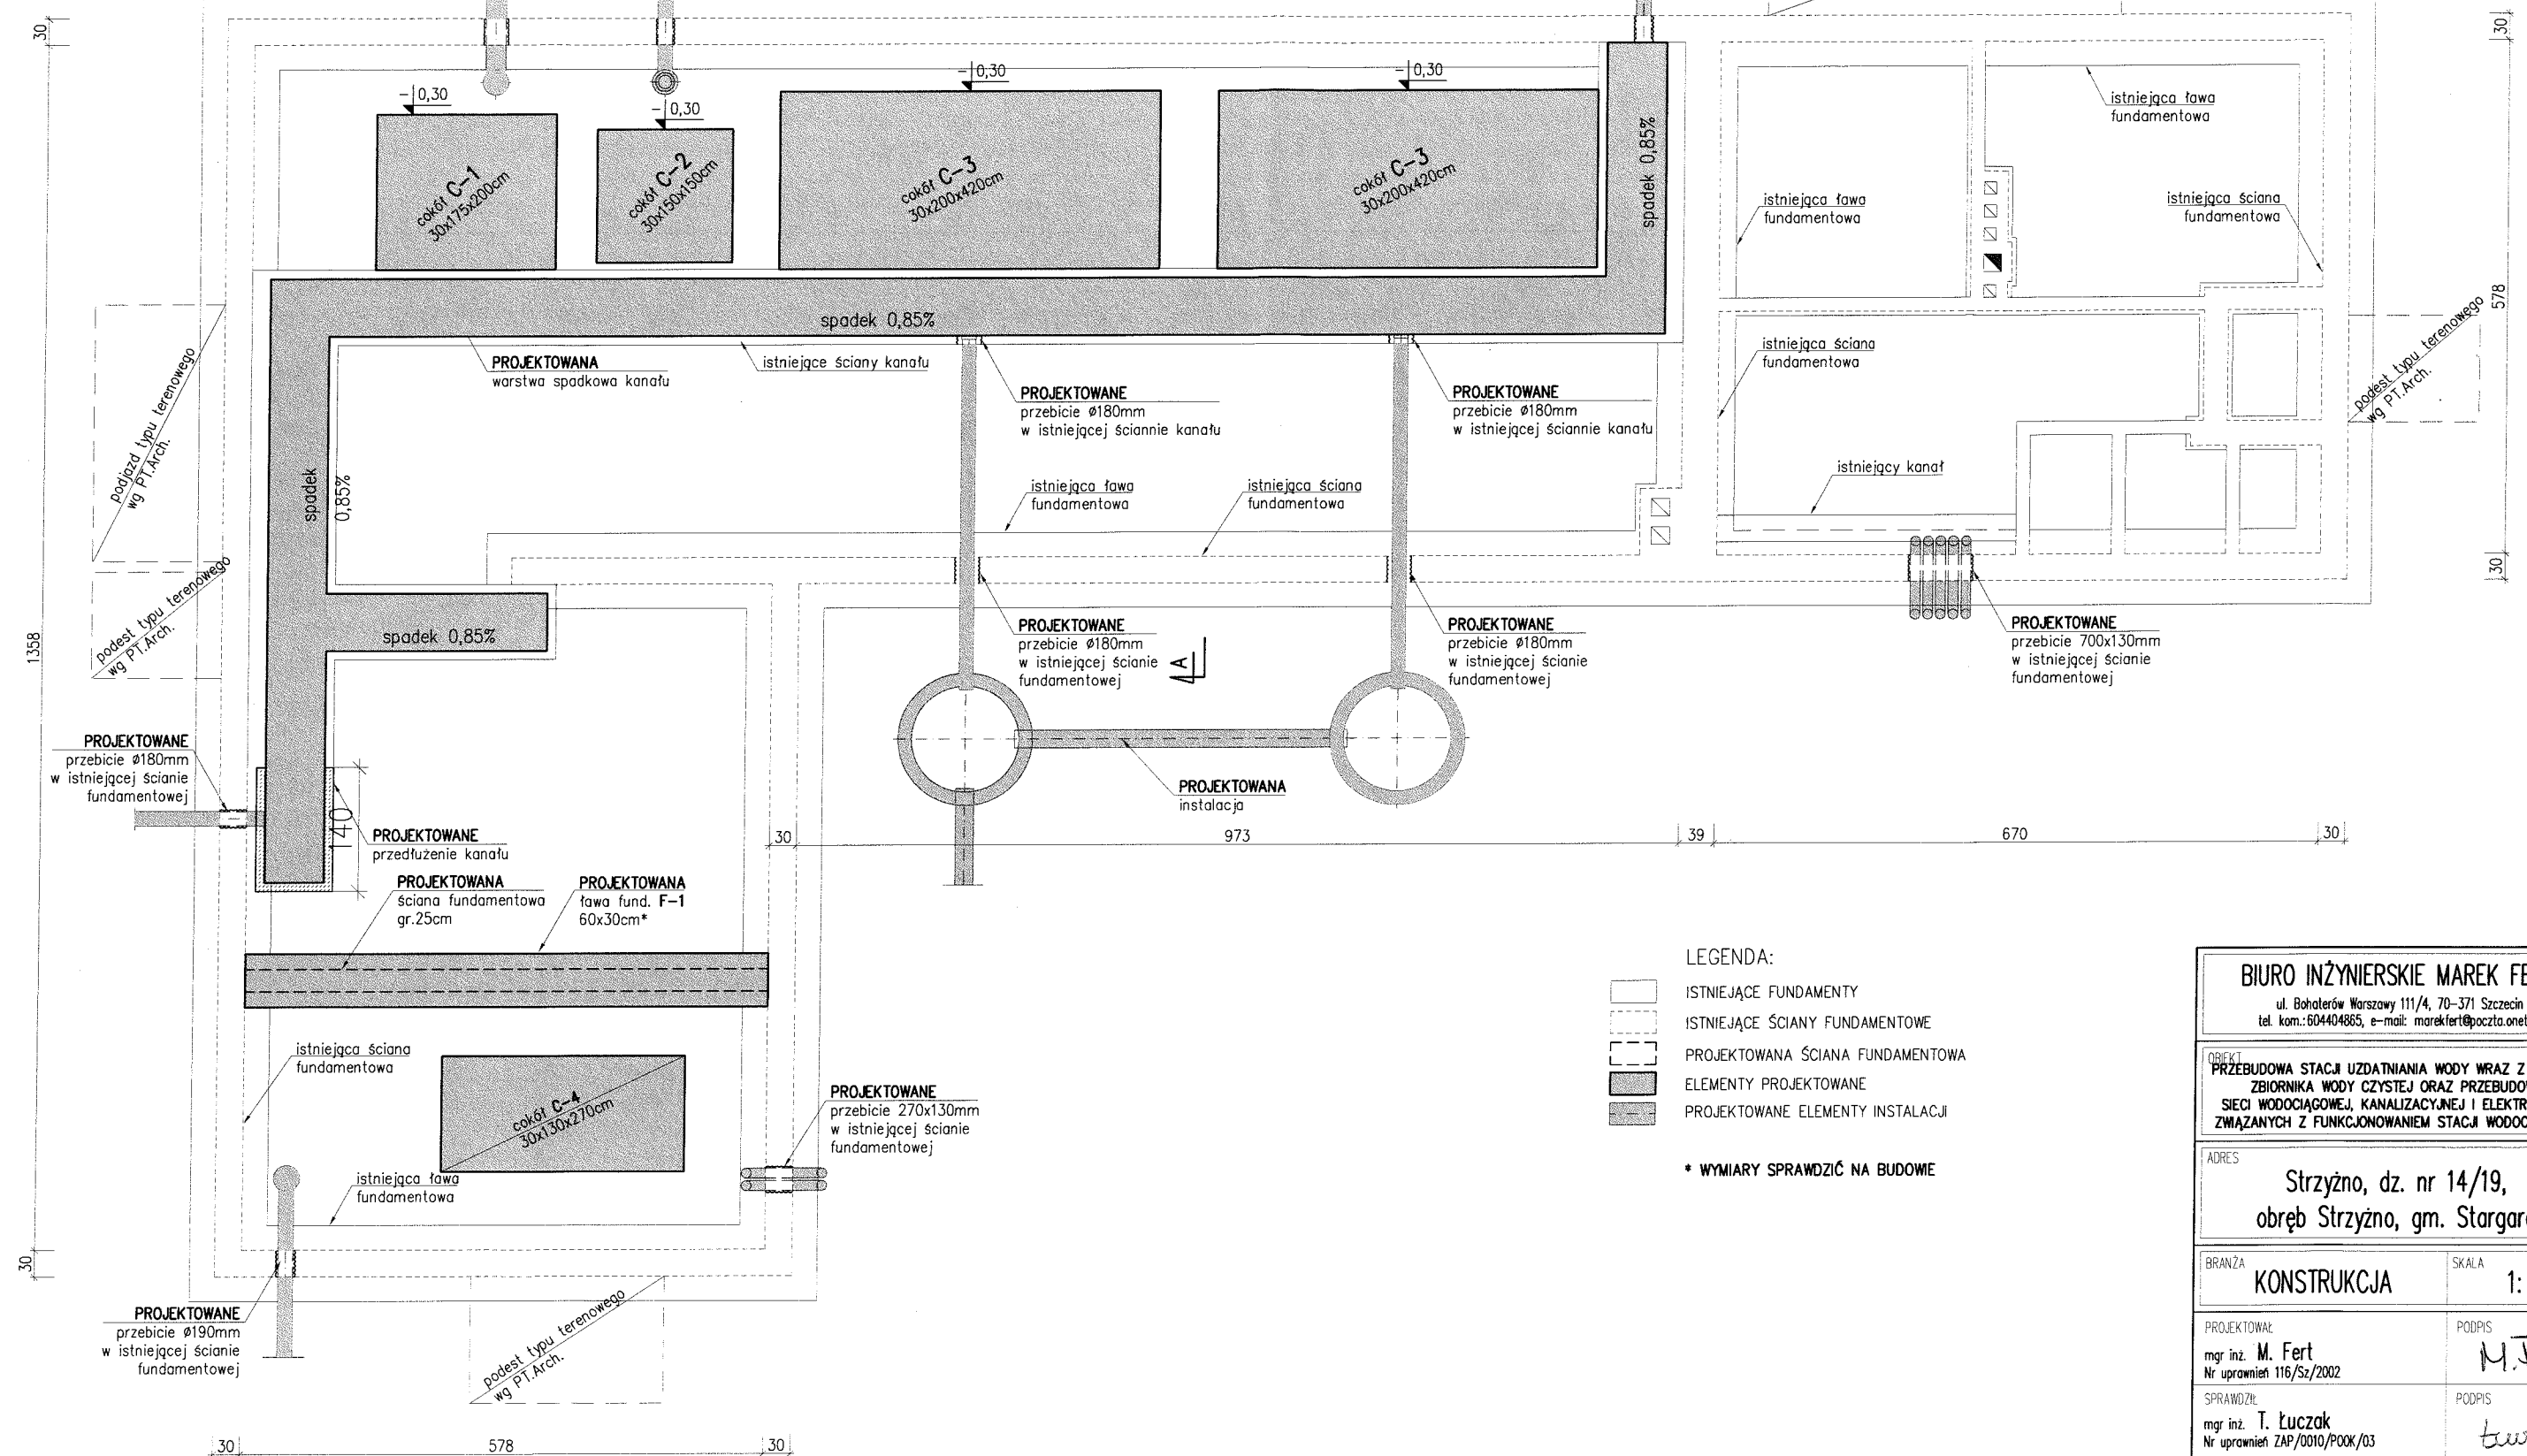 30
30
-0,30
-0,30
-0,30
-0,30
cokół C-1
30x175x200cm
cokół C-2
30x150x150cm
cokół C-3
30x200x420cm
cokół C-3
30x200x420cm
spadek 0,85%
istniejąca ława
fundamentowa
istniejąca ława
fundamentowa
istniejąca ściana
fundamentowa
578
spadek 0,85%
PROJEKTOWANA
warstwa spadkowa kanału
istniejące ściany kanału
istniejąca ściana
fundamentowa
podest typu terenowego
wg PT.Arch.
podjazd typu terenowego
wg PT.Arch.
PROJEKTOWANE
przebicie ø180mm
w istniejącej ściannie kanału
PROJEKTOWANE
przebicie ø180mm
w istniejącej ściannie kanału
spadek
0,85%
istniejąca ława
fundamentowa
istniejąca ściana
fundamentowa
istniejący kanał
30
podest typu terenowego
wg PT.Arch.
1358
spadek 0,85%
PROJEKTOWANE
przebicie ø180mm
w istniejącej ścianie
fundamentowej
A
PROJEKTOWANE
przebicie ø180mm
w istniejącej ścianie
fundamentowej
PROJEKTOWANE
przebicie 700x130mm
w istniejącej ścianie
fundamentowej
PROJEKTOWANE
przebicie ø180mm
w istniejącej ścianie
fundamentowej
140
PROJEKTOWANE
przedłużenie kanału
PROJEKTOWANA
instalacja
30
973
39
670
30
PROJEKTOWANA
ściana fundamentowa
gr.25cm
PROJEKTOWANA
ława fund. F-1
60x30cm*
istniejąca ściana
fundamentowa
cokół C-4
30x130x270cm
PROJEKTOWANE
przebicie 270x130mm
w istniejącej ścianie
fundamentowej
istniejąca ława
fundamentowa
30
PROJEKTOWANE
przebicie ø190mm
w istniejącej ścianie
fundamentowej
podest typu terenowego
wg PT.Arch.
30
578
30
LEGENDA:
ISTNIEJĄCE FUNDAMENTY
ISTNIEJĄCE ŚCIANY FUNDAMENTOWE
PROJEKTOWANA ŚCIANA FUNDAMENTOWA
ELEMENTY PROJEKTOWANE
PROJEKTOWANE ELEMENTY INSTALACJI
* WYMIARY SPRAWDZIĆ NA BUDOWIE
BIURO INŻYNIERSKIE MAREK FE
ul. Bohaterów Warszawy 111/4, 70-371 Szczecin
tel. kom.:604404865, e-mail: marekfert@poczta.onet
OBIEKT
PRZEBUDOWA STACJI UZDATNIANIA WODY WRAZ Z
ZBIORNIKA WODY CZYSTEJ ORAZ PRZEBUDO
SIECI WODOCIĄGOWEJ, KANALIZACYJNEJ I ELEKTR
ZWIĄZANYCH Z FUNKCJONOWANIEM STACJI WODOC
ADRES
Strzyżno, dz. nr 14/19,
obręb Strzyżno, gm. Stargar
BRANŻA
KONSTRUKCJA
SKALA
1:
PROJEKTOWAŁ
mgr inż. M. Fert
Nr uprawnień 116/Sz/2002
PODPIS
SPRAWDZIŁ
mgr inż. T. Łuczak
Nr uprawnień ZAP/0010/POOK/03
PODPIS